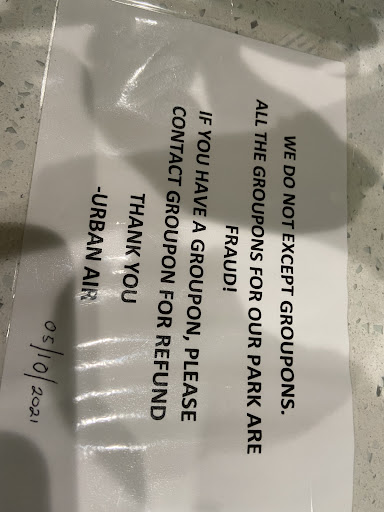 WE DO NOT EXCEPT GROUPONS.
ALL THE GROUPONS FOR OUR PARK ARE
FRAUD!
IF YOU HAVE A GROUPON, PLEASE
CONTACT GROUPON FOR REFUND
THANK YOU
-URBAN AIR
05/10/2021